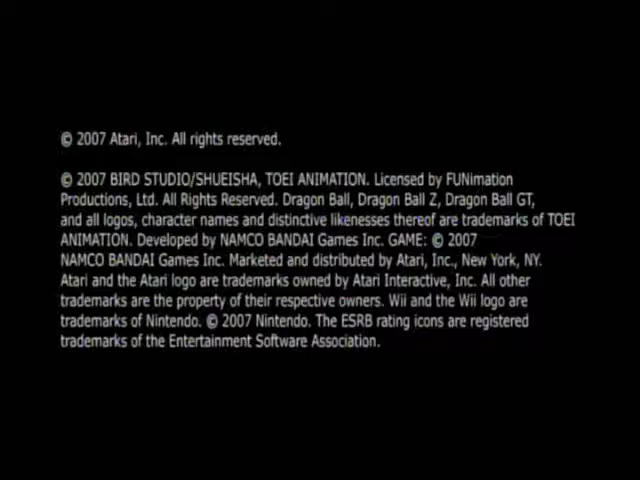 © 2007 Atari, Inc. All rights reserved.
© 2007 BIRD STUDIO/SHUEISHA, TOEI ANIMATION. Licensed by FUNimation
Productions, Ltd. All Rights Reserved. Dragon Ball, Dragon Ball Z, Dragon Ball GT,
and all logos, character names and distinctive likenesses thereof are trademarks of TOEI
ANIMATION. Developed by NAMCO BANDAI Games Inc. GAME: © 2007
NAMCO BANDAI Games Inc. Marketed and distributed by Atari, Inc., New York, NY.
Atari and the Atari logo are trademarks owned by Atari Interactive, Inc. All other
trademarks are the property of their respective owners. Wii and the Wii logo are
trademarks of Nintendo. © 2007 Nintendo. The ESRB rating icons are registered
trademarks of the Entertainment Software Association.